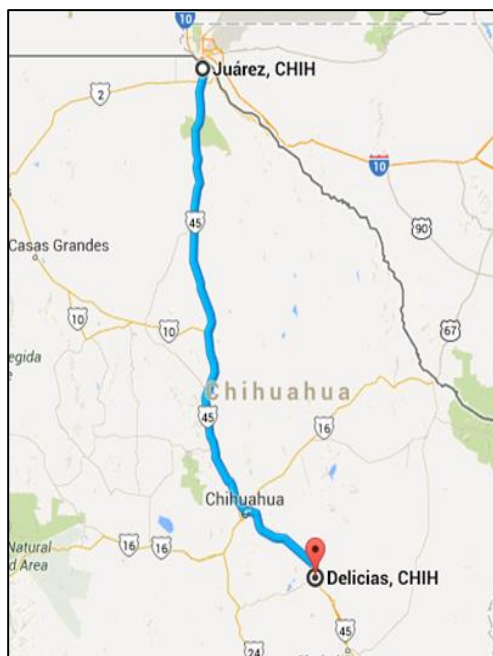 10
Juárez, CHIH
2
10
45
90
Casas Grandes
10
10
67
egida
Chihuahua
45
16
Chihuahua
16
16
Natural
d Area
Delicias, CHIH
45
24